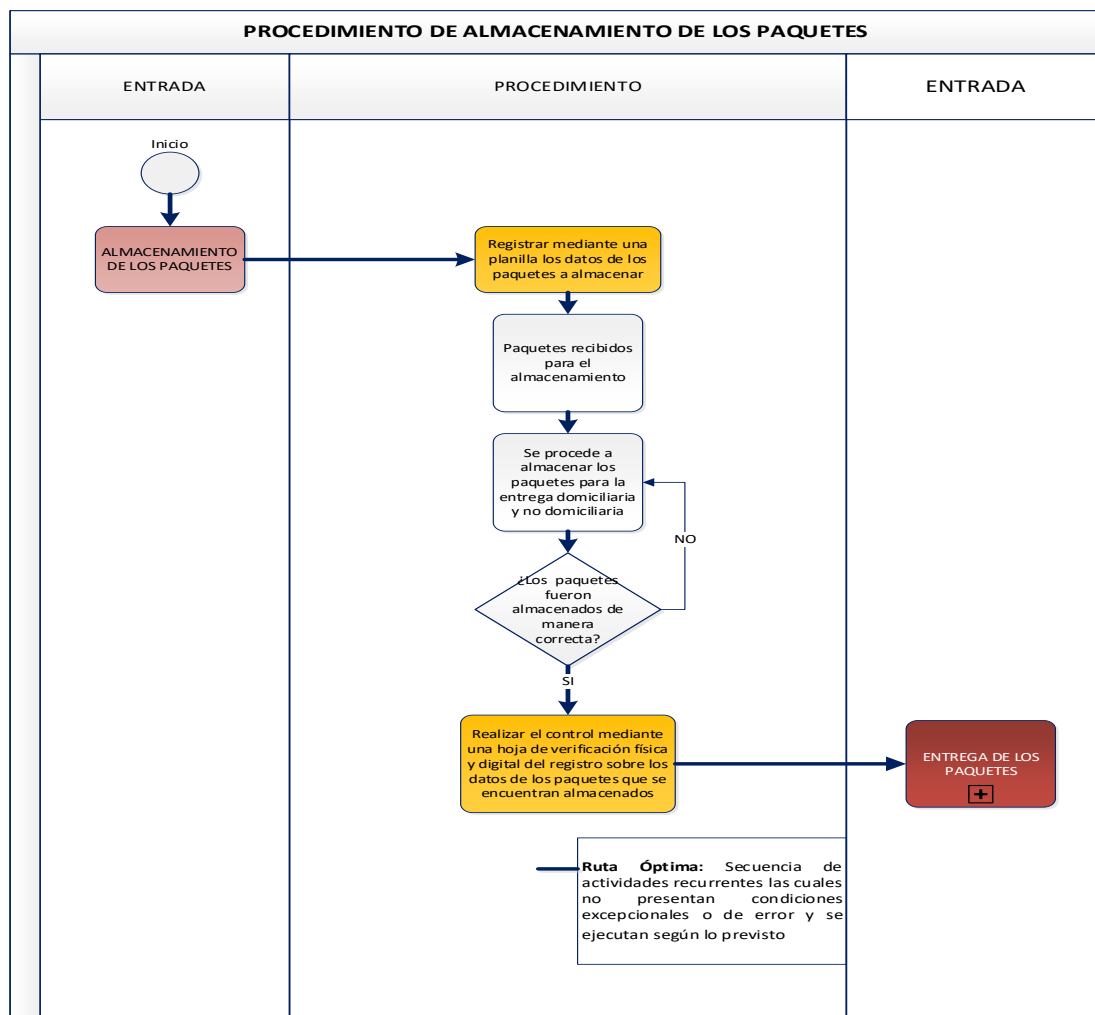 PROCEDIMIENTO DE ALMACENAMIENTO DE LOS PAQUETES
ENTRADA
PROCEDIMIENTO
ENTRADA
Inicio
ALMACENAMIENTO
DE LOS PAQUETES
Registrar mediante una
planilla los datos de los
paquetes a almacenar
Paquetes recibidos
para el
almacenamiento
Se procede a
almacenar los
paquetes para la
entrega domiciliaria
y no domiciliaria
NO
¿Los paquetes
fueron
almacenados de
manera
correcta?
SI
Realizar el control mediante
una hoja de verificación física
y digital del registro sobre los
datos de los paquetes que se
encuentran almacenados
ENTREGA DE LOS
PAQUETES
Ruta Óptima: Secuencia de
actividades recurrentes las cuales
no presentan condiciones
excepcionales o de error y se
ejecutan según lo previsto